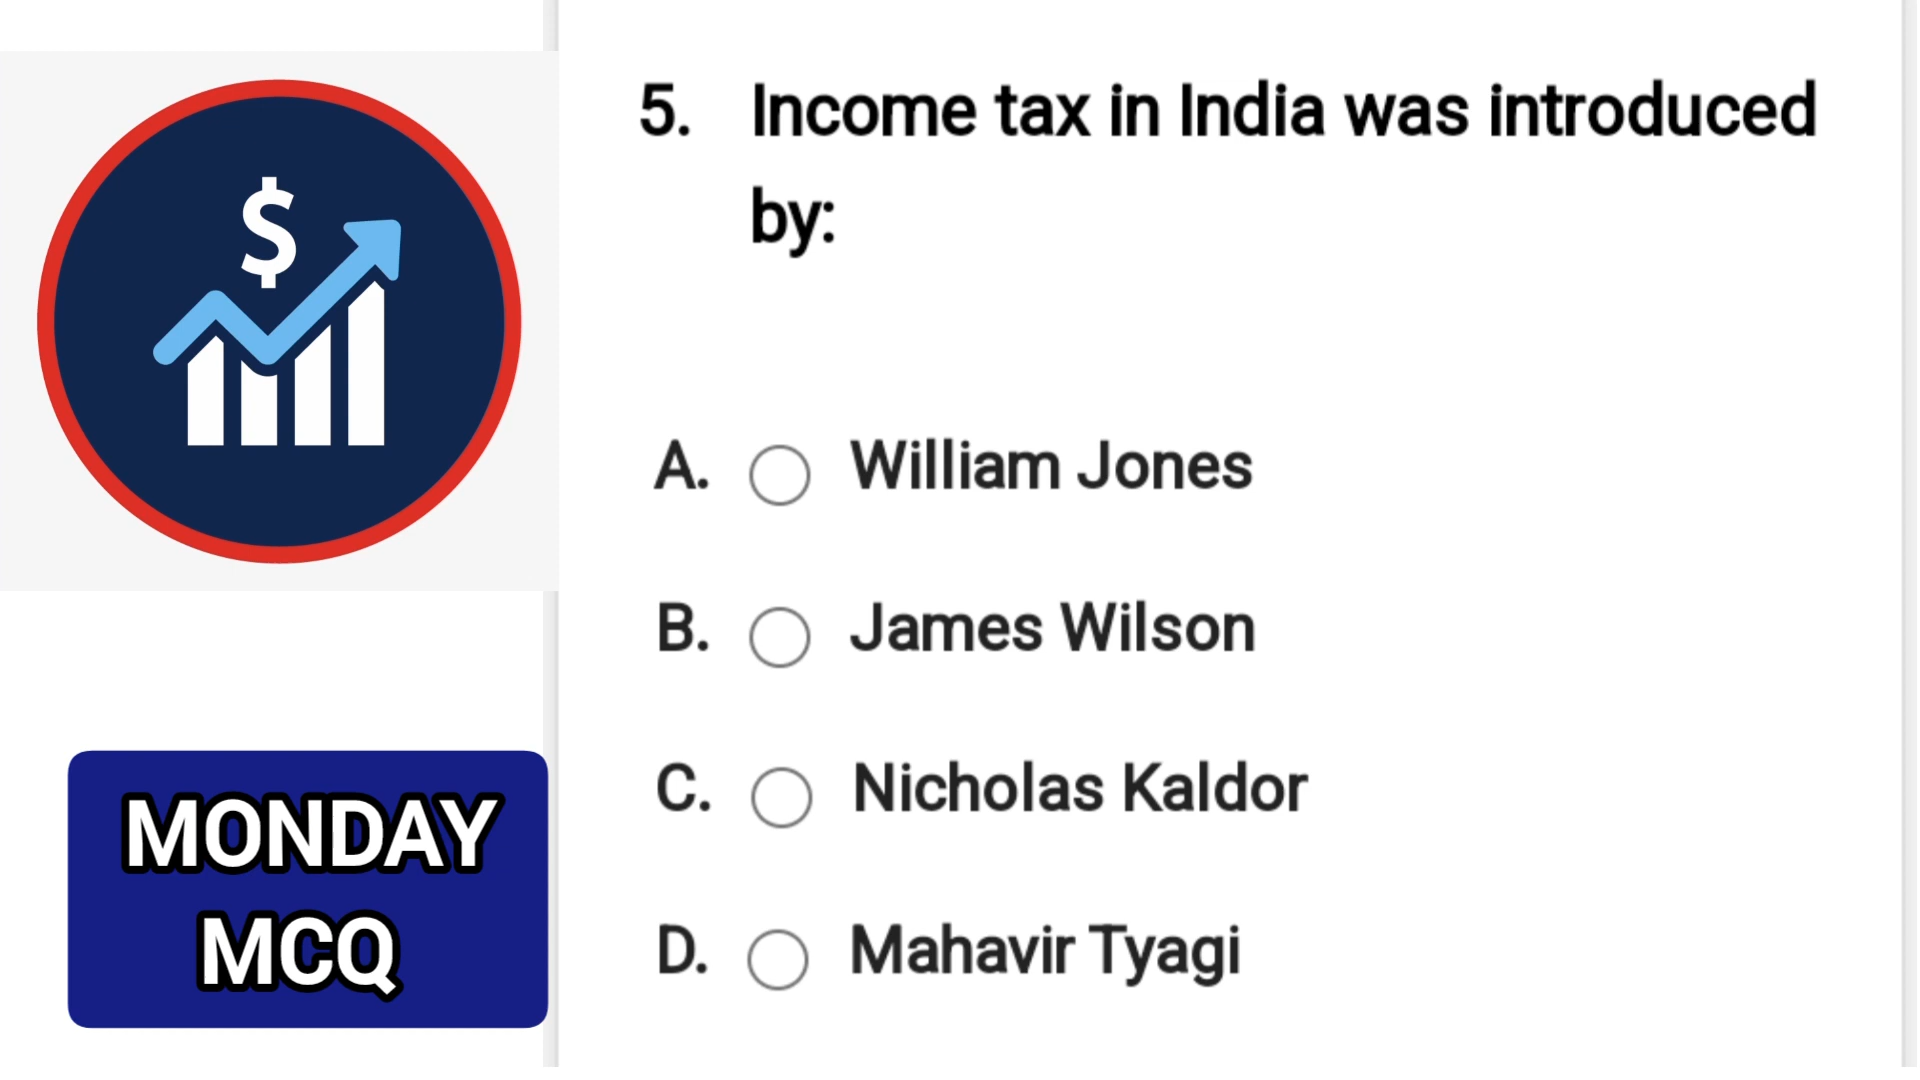 $
5. Income tax in India was introduced
by:
A. William Jones
B. James Wilson
C. Nicholas Kaldor
D. Mahavir Tyagi
MONDAY
MCQ